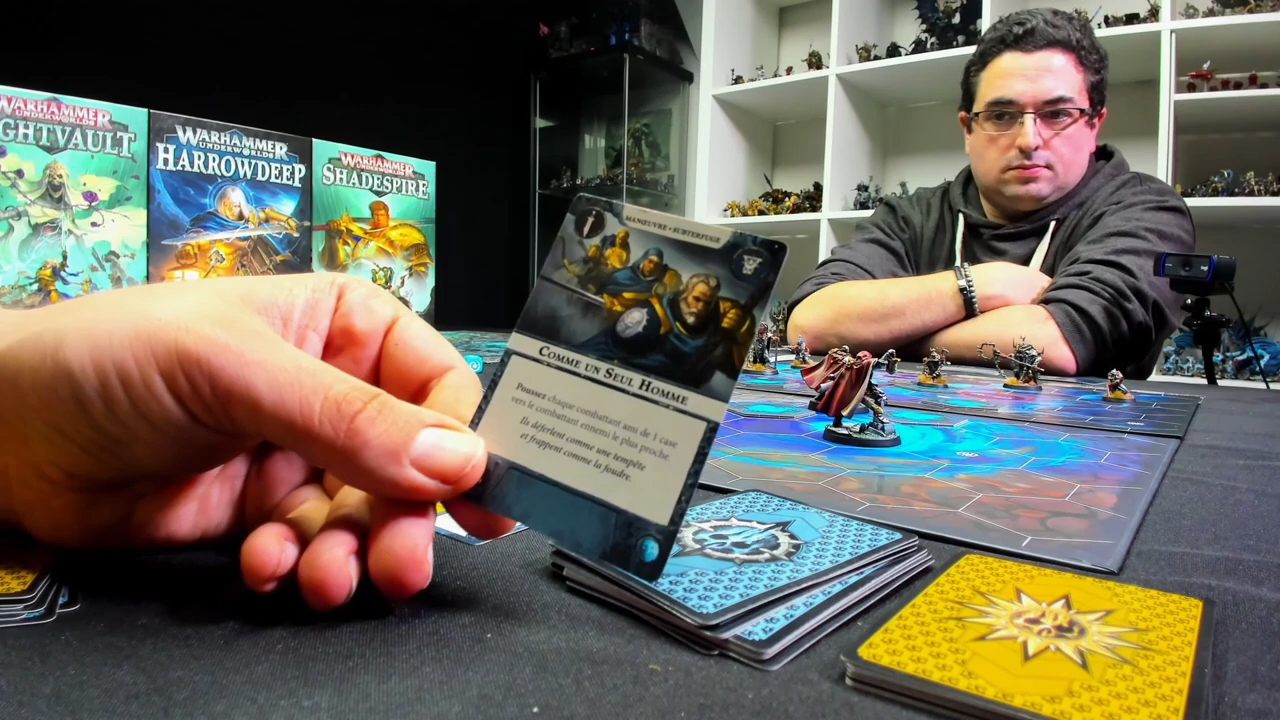 WARHAMMER
UNDERWORLDS
GHTVAULT
WARHAMMER
UNDERWORLDS
HARROWDEEP
WARHAMMER
UNDERWORLDS
SHADESPIRE
MANŒUVRE • SUBTERFUGE
COMME UN SEUL HOMME
Poussez chaque combattant ami de 1 case
vers le combattant ennemi le plus proche.
Ils déferlent comme une tempête
et frappent comme la foudre.